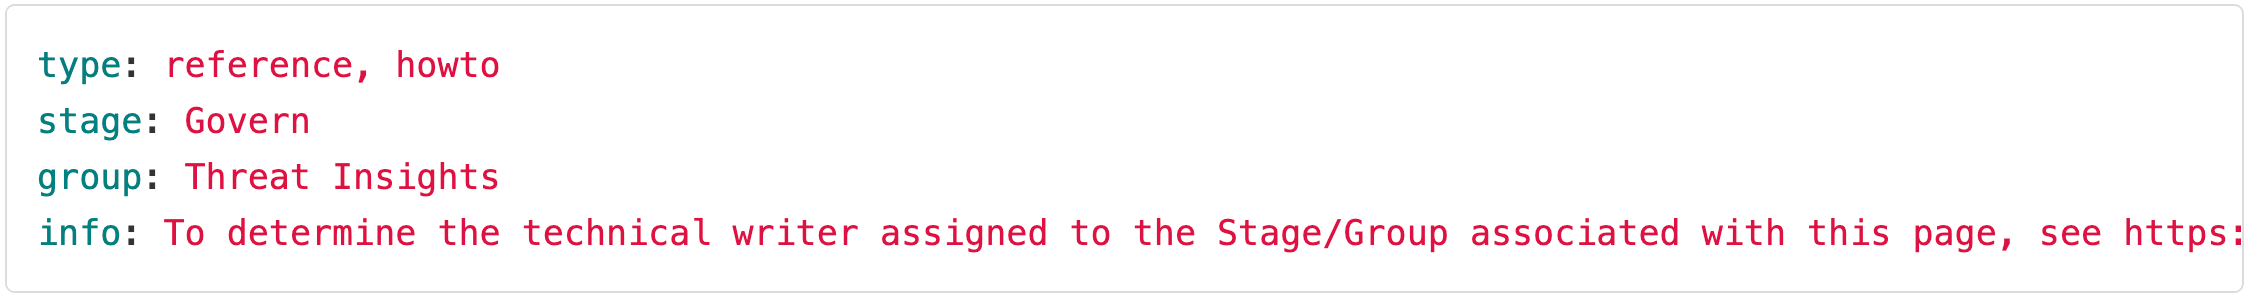 type: reference, howto
stage: Govern
group: Threat Insights
info: To determine the technical writer assigned to the Stage/Group associated with this page, see https: